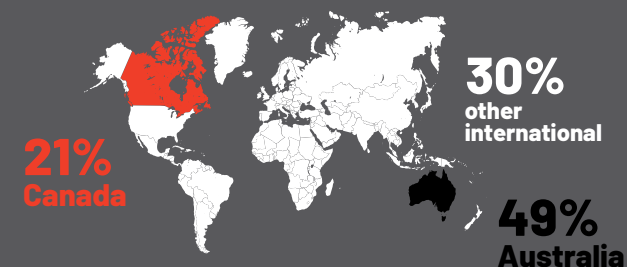 30%
other
international
21%
Canada
49%
Australia